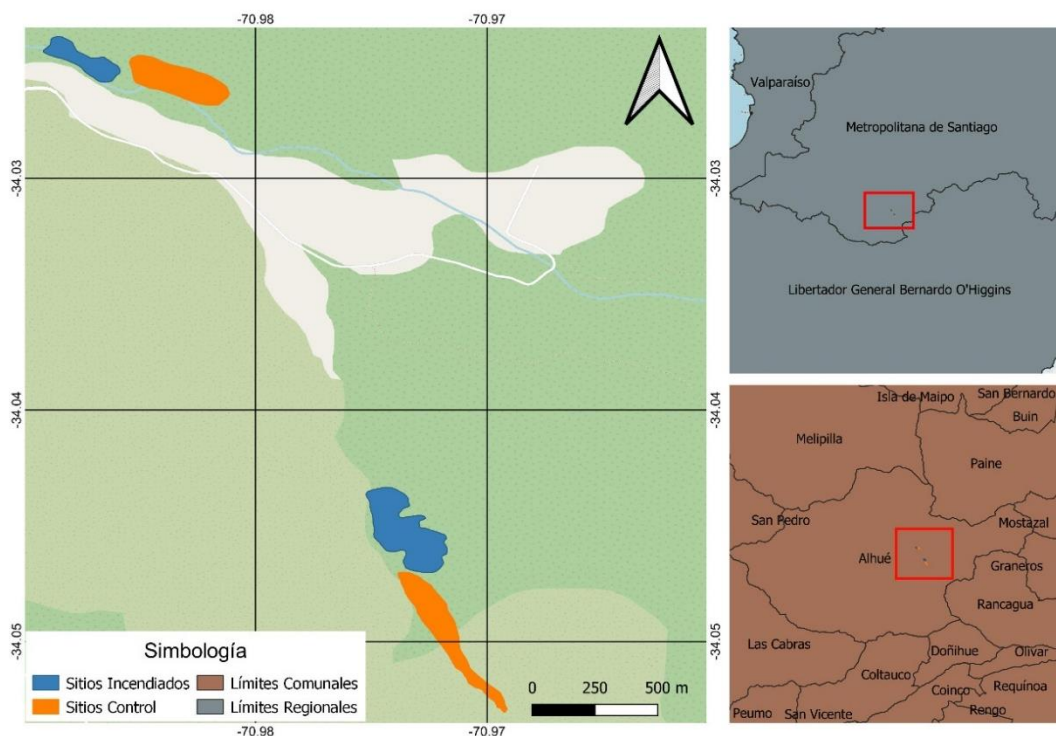 -70.98
-70.97
-34.03
-34.03
-34.04
-34.04
-34.05
-34.05
Simbología
Sitios Incendiados
Límites Comunales
Sitios Control
Límites Regionales
0 250 500 m
-70.98
-70.97
Valparaíso
Metropolitana de Santiago
Libertador General Bernardo O'Higgins
Isla de Maipo
San Bernardo
Buin
Melipilla
Paine
San Pedro
Mostazal
Alhué
Graneros
Rancagua
Las Cabras
Doñihue
Olivar
Coltauco
Coinco
Requínoa
Peumo
San Vicente
Rengo